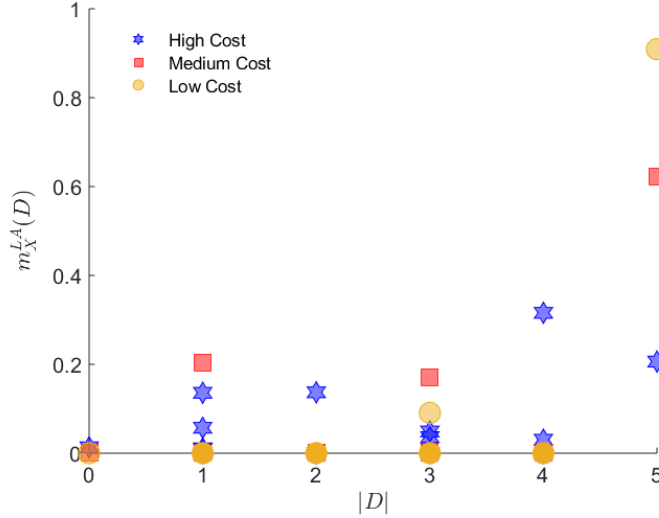 1
High Cost
Medium Cost
Low Cost
0.8
0.6
0.4
0.2
0
$m_X^{LA}(D)$
0 1 2 3 4 5
|D|